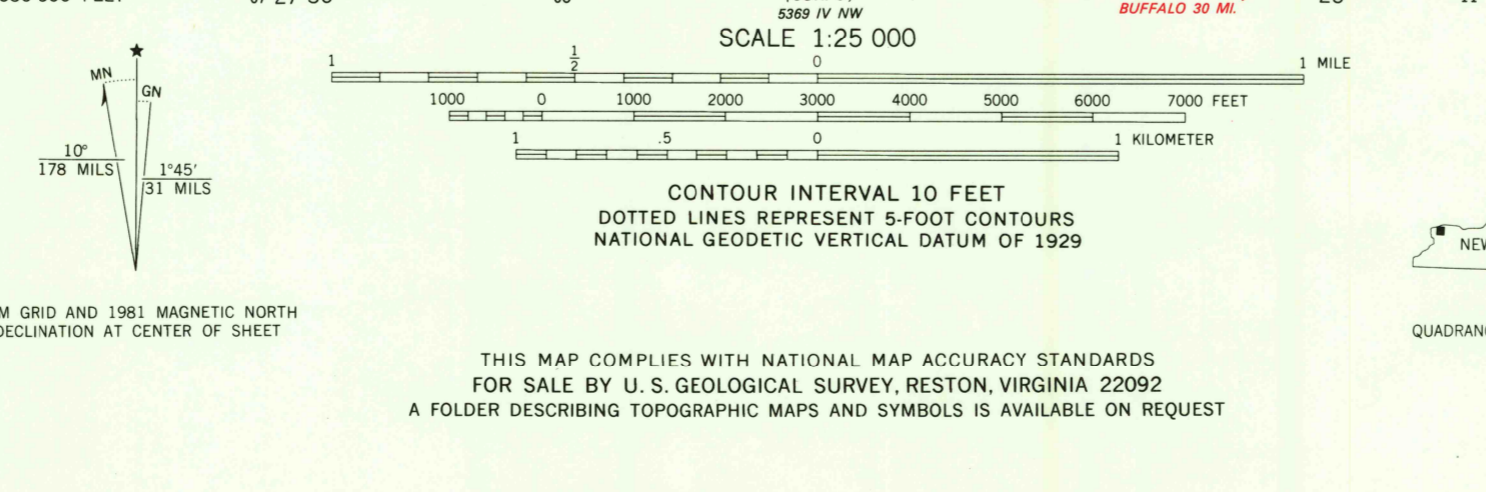 5369 IV NW
BUFFALO 30 MI.
SCALE 1:25 000
1 1/2 0 1 MILE
1000 0 1000 2000 3000 4000 5000 6000 7000 FEET
1 .5 0 1 KILOMETER
MN
GN
10°
178 MILS
1°45′
31 MILS
CONTOUR INTERVAL 10 FEET
DOTTED LINES REPRESENT 5-FOOT CONTOURS
NATIONAL GEODETIC VERTICAL DATUM OF 1929
NEW
M GRID AND 1981 MAGNETIC NORTH
DECLINATION AT CENTER OF SHEET
QUADRAN
THIS MAP COMPLIES WITH NATIONAL MAP ACCURACY STANDARDS
FOR SALE BY U. S. GEOLOGICAL SURVEY, RESTON, VIRGINIA 22092
A FOLDER DESCRIBING TOPOGRAPHIC MAPS AND SYMBOLS IS AVAILABLE ON REQUEST